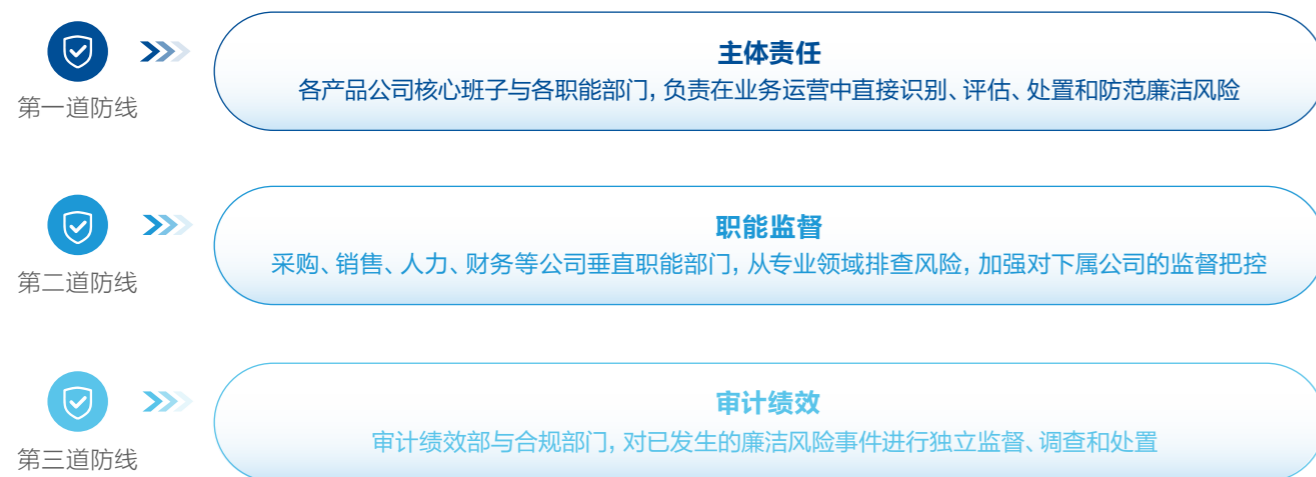 主体责任
各产品公司核心班子与各职能部门，负责在业务运营中直接识别、评估、处置和防范廉洁风险
第一道防线
职能监督
采购、销售、人力、财务等公司垂直职能部门，从专业领域排查风险，加强对下属公司的监督把控
第二道防线
审计绩效
审计绩效部与合规部门，对已发生的廉洁风险事件进行独立监督、调查和处置
第三道防线